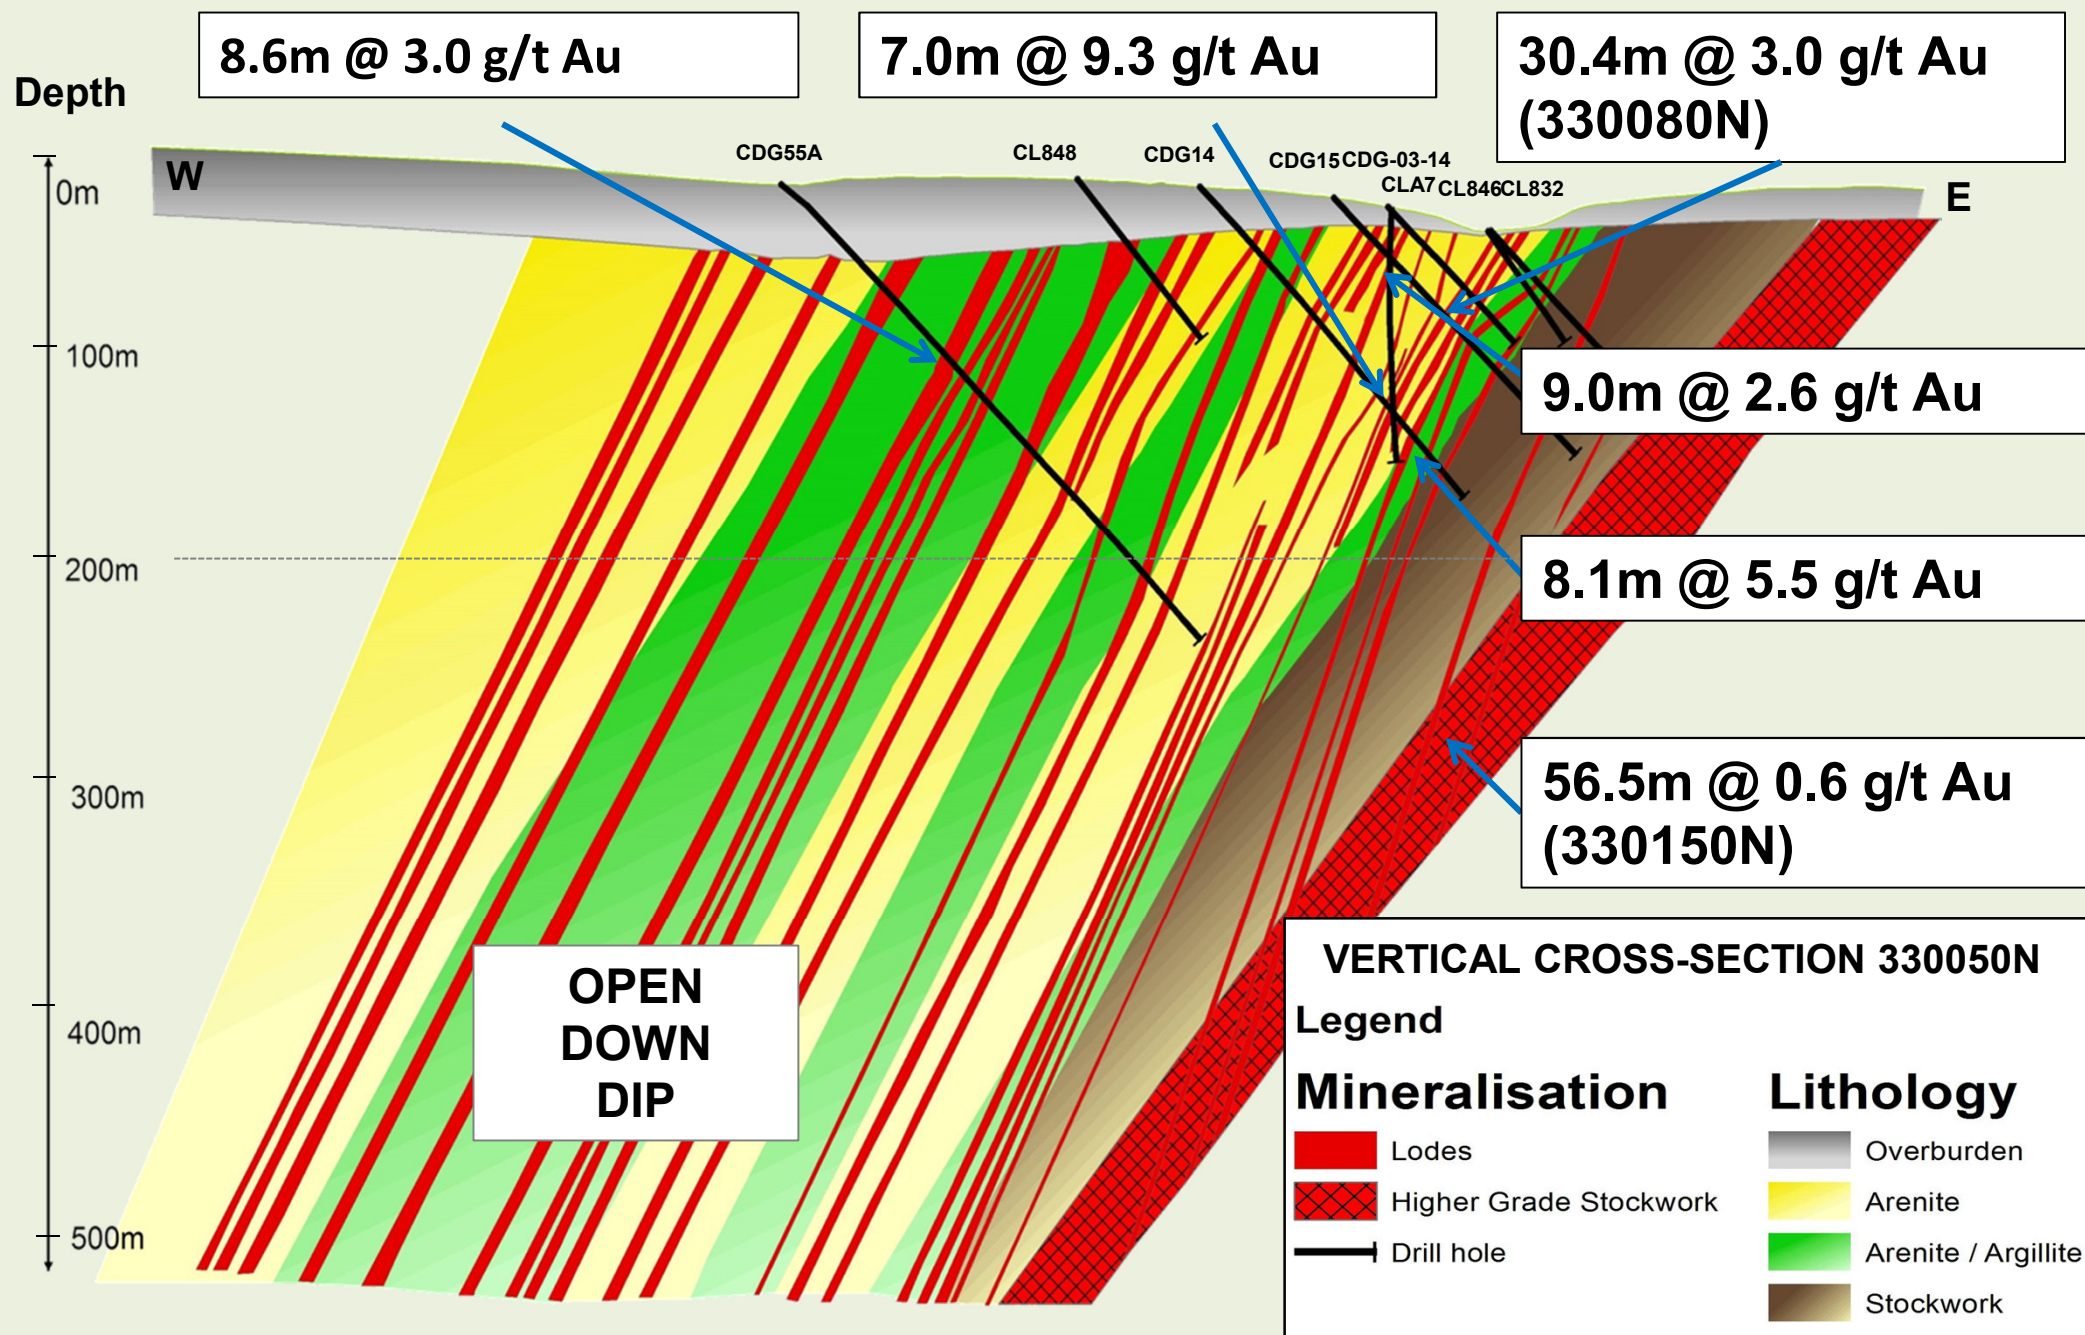 8.6m @ 3.0 g/t Au
7.0m @ 9.3 g/t Au
30.4m @ 3.0 g/t Au
(330080N)
Depth
CDG55A
CL848
CDG14
CDG15
CDG-03-14
CLA7
CL846
CL832
W
E
0m
100m
9.0m @ 2.6 g/t Au
200m
8.1m @ 5.5 g/t Au
300m
56.5m @ 0.6 g/t Au
(330150N)
400m
500m
OPEN
DOWN
DIP
VERTICAL CROSS-SECTION 330050N
Legend
Mineralisation
Lodes
Higher Grade Stockwork
Drill hole
Lithology
Overburden
Arenite
Arenite / Argillite
Stockwork